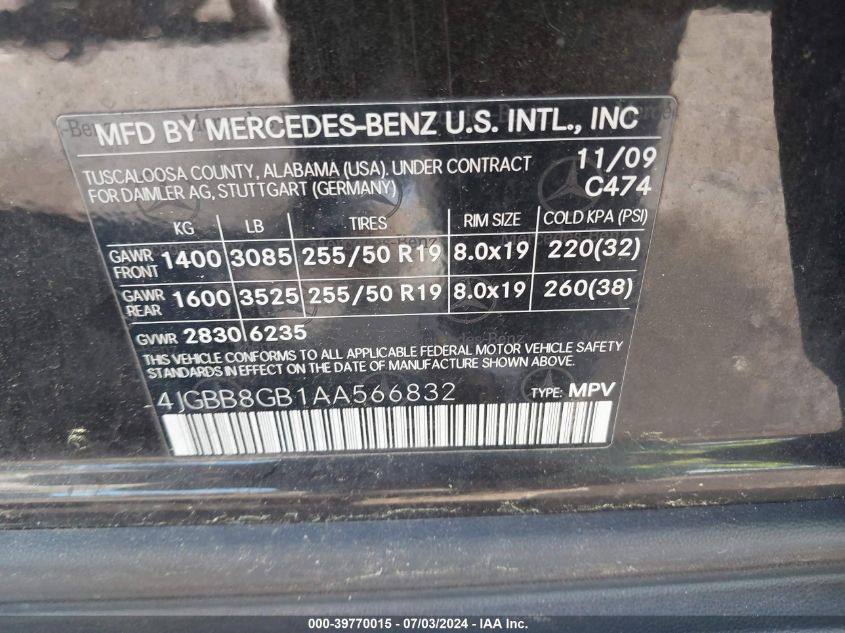 MFD BY MERCEDES-BENZ U.S. INTL., INC
TUSCALOOSA COUNTY, ALABAMA (USA). UNDER CONTRACT 11/09
FOR DAIMLER AG, STUTTGART (GERMANY) C474
KG LB TIRES RIM SIZE COLD KPA (PSI)
GAWR FRONT 1400 3085 255/50 R19 8.0x19 220(32)
GAWR REAR 1600 3525 255/50 R19 8.0x19 260(38)
GVWR 2830 6235
THIS VEHICLE CONFORMS TO ALL APPLICABLE FEDERAL MOTOR VEHICLE SAFETY
STANDARDS IN EFFECT ON THE DATE OF MANUFACTURE SHOWN ABOVE.
4JGBB8GB1AA566832 TYPE: MPV
000-39770015 - 07/03/2024 - IAA Inc.